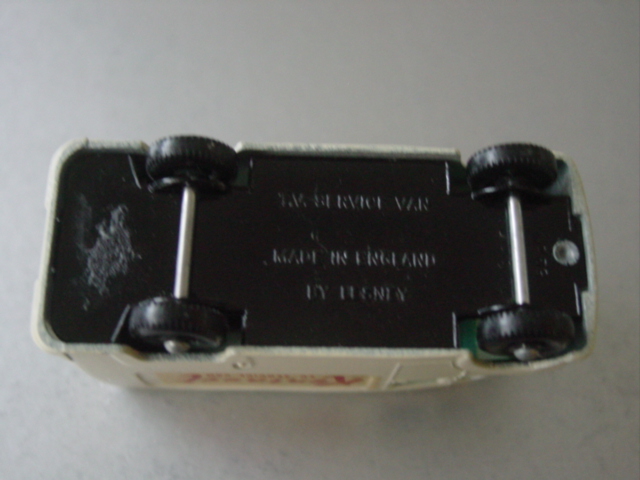 T.V. SERVICE VAN
MADE IN ENGLAND
BY LESNEY